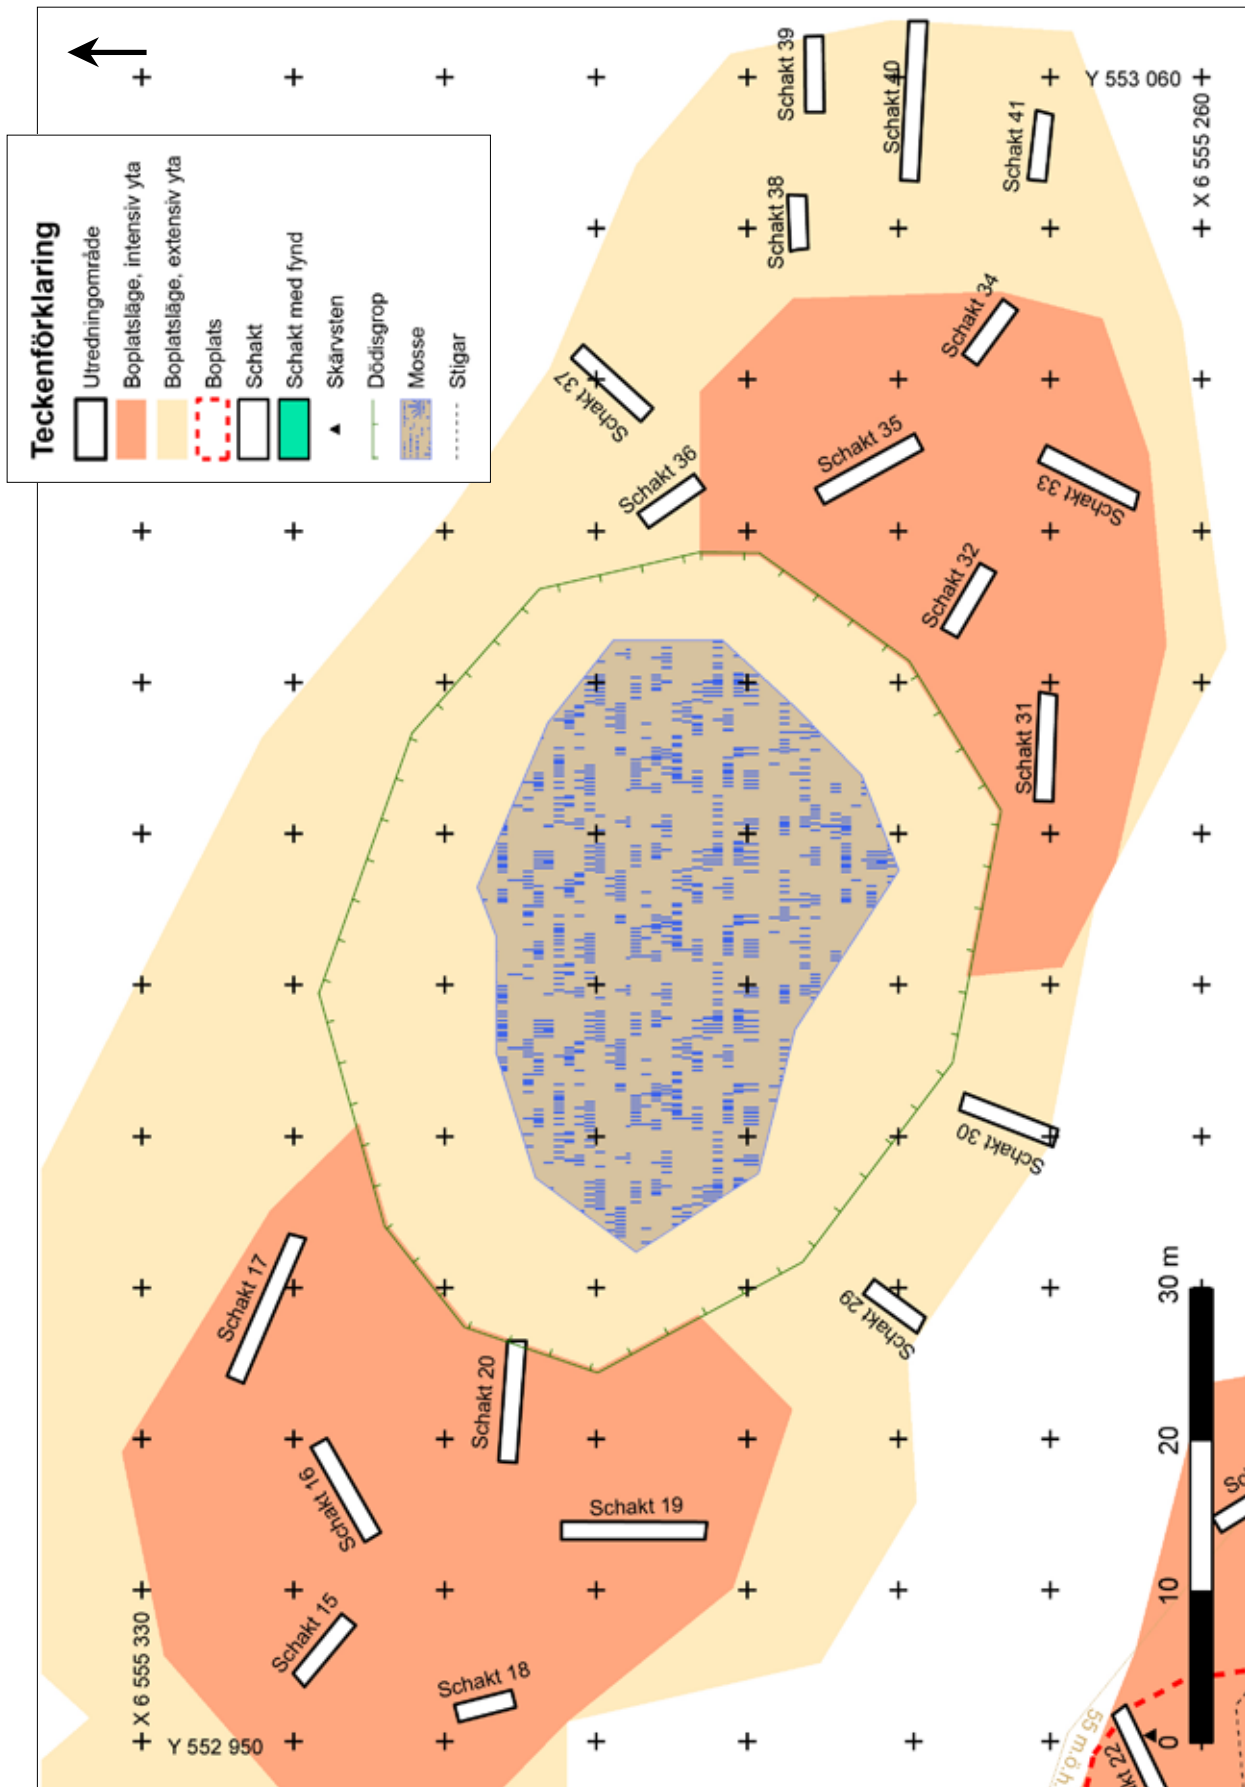 Teckenförklaring
Utredningområde
Boplatsläge, intensiv yta
Boplatsläge, extensiv yta
Boplats
Schakt
Schakt med fynd
Skärvsten
Dödisgrop
Mosse
Stigar
Schakt 39
Schakt 40
Schakt 41
Y 553 060
X 6 555 260
Schakt 38
Schakt 34
Schakt 37
Schakt 36
Schakt 35
Schakt 33
Schakt 32
Schakt 31
Schakt 30
Schakt 29
Schakt 17
Schakt 20
Schakt 16
Schakt 19
Schakt 15
Schakt 18
X 6 555 330
Y 552 950
0 10 20 30 m
55 m.ö.h.
kt 22